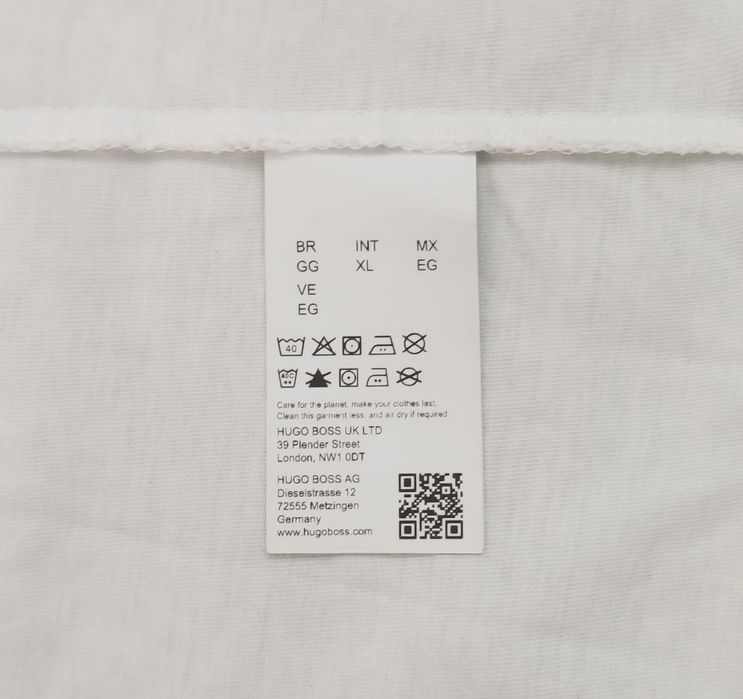 BR INT MX
GG XL EG
VE
EG
40
40C
Care for the planet, make your clothes last.
Clean this garment less, and air dry if required.
HUGO BOSS UK LTD
39 Plender Street
London, NW1 0DT
HUGO BOSS AG
Dieselstrasse 12
72555 Metzingen
Germany
www.hugoboss.com